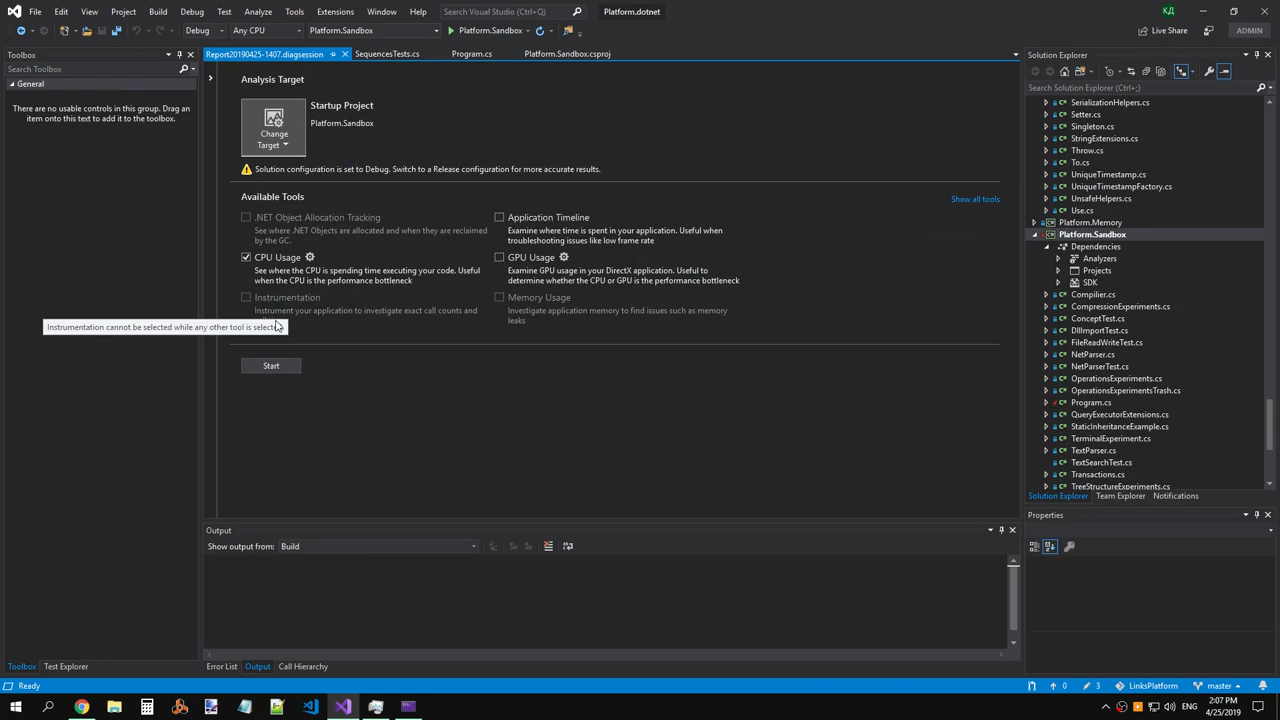 File Edit View Project Build Debug Test Analyze Tools Extensions Window Help Search Visual Studio (Ctrl+Q) Platform.dotnet КД
Debug Any CPU Platform.Sandbox Platform.Sandbox Live Share ADMIN
Toolbox
Search Toolbox
General
There are no usable controls in this group. Drag an
item onto this text to add it to the toolbox.
Report20190425-1407.diagsession SequencesTests.cs Program.cs Platform.Sandbox.csproj
Analysis Target
Change
Target
Startup Project
Platform.Sandbox
Solution configuration is set to Debug. Switch to a Release configuration for more accurate results.
Available Tools
Show all tools
.NET Object Allocation Tracking
See where .NET Objects are allocated and when they are reclaimed
by the GC.
Application Timeline
Examine where time is spent in your application. Useful when
troubleshooting issues like low frame rate
CPU Usage
See where the CPU is spending time executing your code. Useful
when the CPU is the performance bottleneck
GPU Usage
Examine GPU usage in your DirectX application. Useful to
determine whether the CPU or GPU is the performance bottleneck
Instrumentation
Instrument your application to investigate exact call counts and
Instrumentation cannot be selected while any other tool is selected
Memory Usage
Investigate application memory to find issues such as memory
leaks
Start
Output
Show output from: Build
Error List Output Call Hierarchy
Toolbox Test Explorer
Solution Explorer
Search Solution Explorer (Ctrl+;)
SerializationHelpers.cs
Setter.cs
Singleton.cs
StringExtensions.cs
Throw.cs
To.cs
UniqueTimestamp.cs
UniqueTimestampFactory.cs
UnsafeHelpers.cs
Use.cs
Platform.Memory
Platform.Sandbox
Dependencies
Analyzers
Projects
SDK
Compiler.cs
CompressionExperiments.cs
ConceptTest.cs
DllImportTest.cs
FileReadWriteTest.cs
NetParser.cs
NetParserTest.cs
OperationsExperiments.cs
OperationsExperimentsTrash.cs
Program.cs
QueryExecutorExtensions.cs
StaticInheritanceExample.cs
TerminalExperiment.cs
TextParser.cs
TextSearchTest.cs
Transactions.cs
TreeStructureExperiments.cs
Solution Explorer Team Explorer Notifications
Properties
Ready 0 3 LinksPlatform master
ENG 2:07 PM
4/25/2019